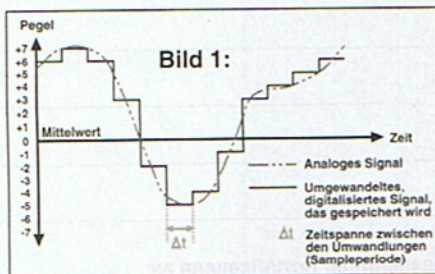 Pegel
+7
+6
+5
+4
+3
+2
+1
0
-1
-2
-3
-4
-5
-6
-7
Bild 1:
Mittelwert
Zeit
Δt
Analoges Signal
Umgewandeltes,
digitalisiertes Signal,
das gespeichert wird
Δt Zeitspanne zwischen
den Umwandlungen
(Sampleperiode)